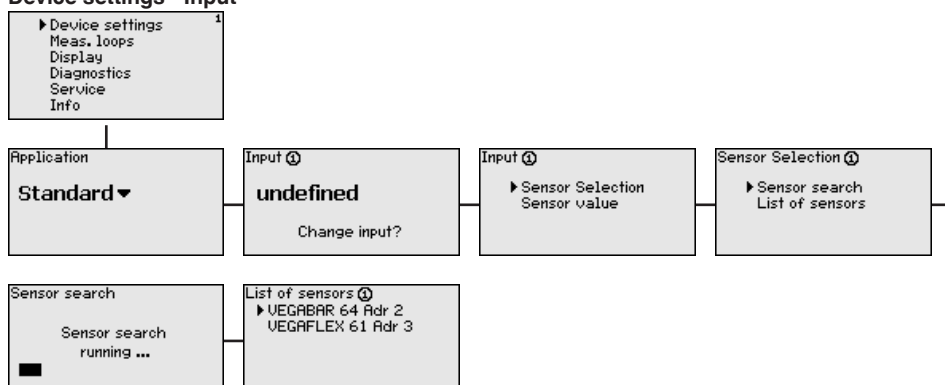 Device settings - Input
▶Device settings 1
Meas. loops
Display
Diagnostics
Service
Info
Application
Standard▼
Input ①
undefined
Change input?
Input ①
▶Sensor Selection
Sensor value
Sensor Selection ①
▶Sensor search
List of sensors
Sensor search
Sensor search
running ...
List of sensors ①
▶VEGABAR 64 Adr 2
VEGAFLEX 61 Adr 3